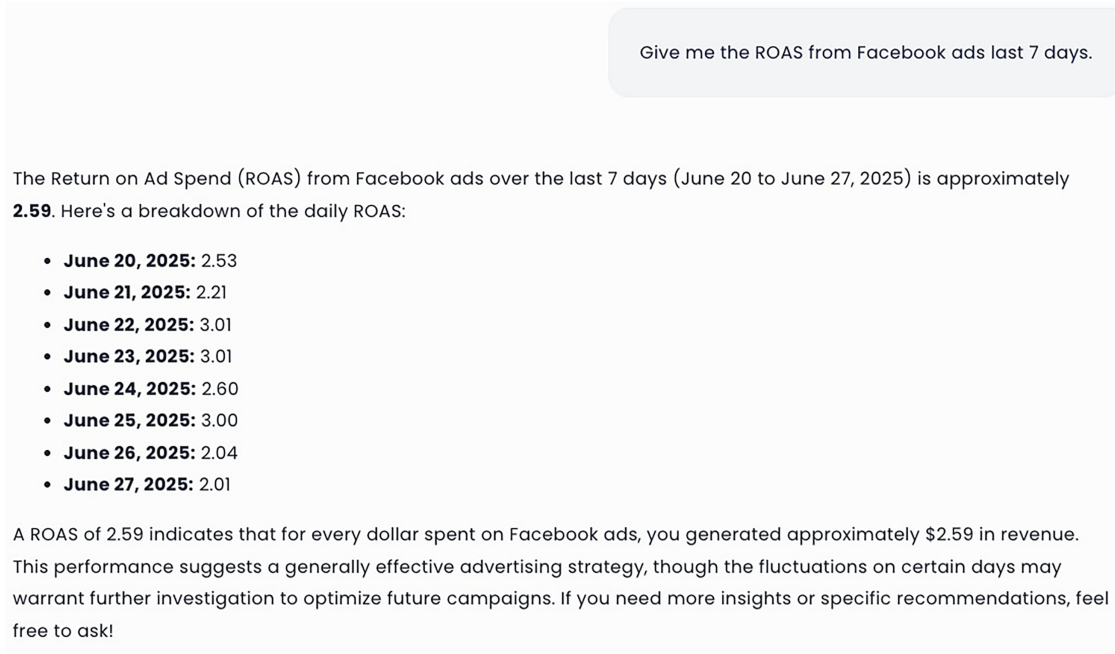 Give me the ROAS from Facebook ads last 7 days.
The Return on Ad Spend (ROAS) from Facebook ads over the last 7 days (June 20 to June 27, 2025) is approximately
2.59. Here's a breakdown of the daily ROAS:
• June 20, 2025: 2.53
• June 21, 2025: 2.21
• June 22, 2025: 3.01
• June 23, 2025: 3.01
• June 24, 2025: 2.60
• June 25, 2025: 3.00
• June 26, 2025: 2.04
• June 27, 2025: 2.01
A ROAS of 2.59 indicates that for every dollar spent on Facebook ads, you generated approximately $2.59 in revenue.
This performance suggests a generally effective advertising strategy, though the fluctuations on certain days may
warrant further investigation to optimize future campaigns. If you need more insights or specific recommendations, feel
free to ask!